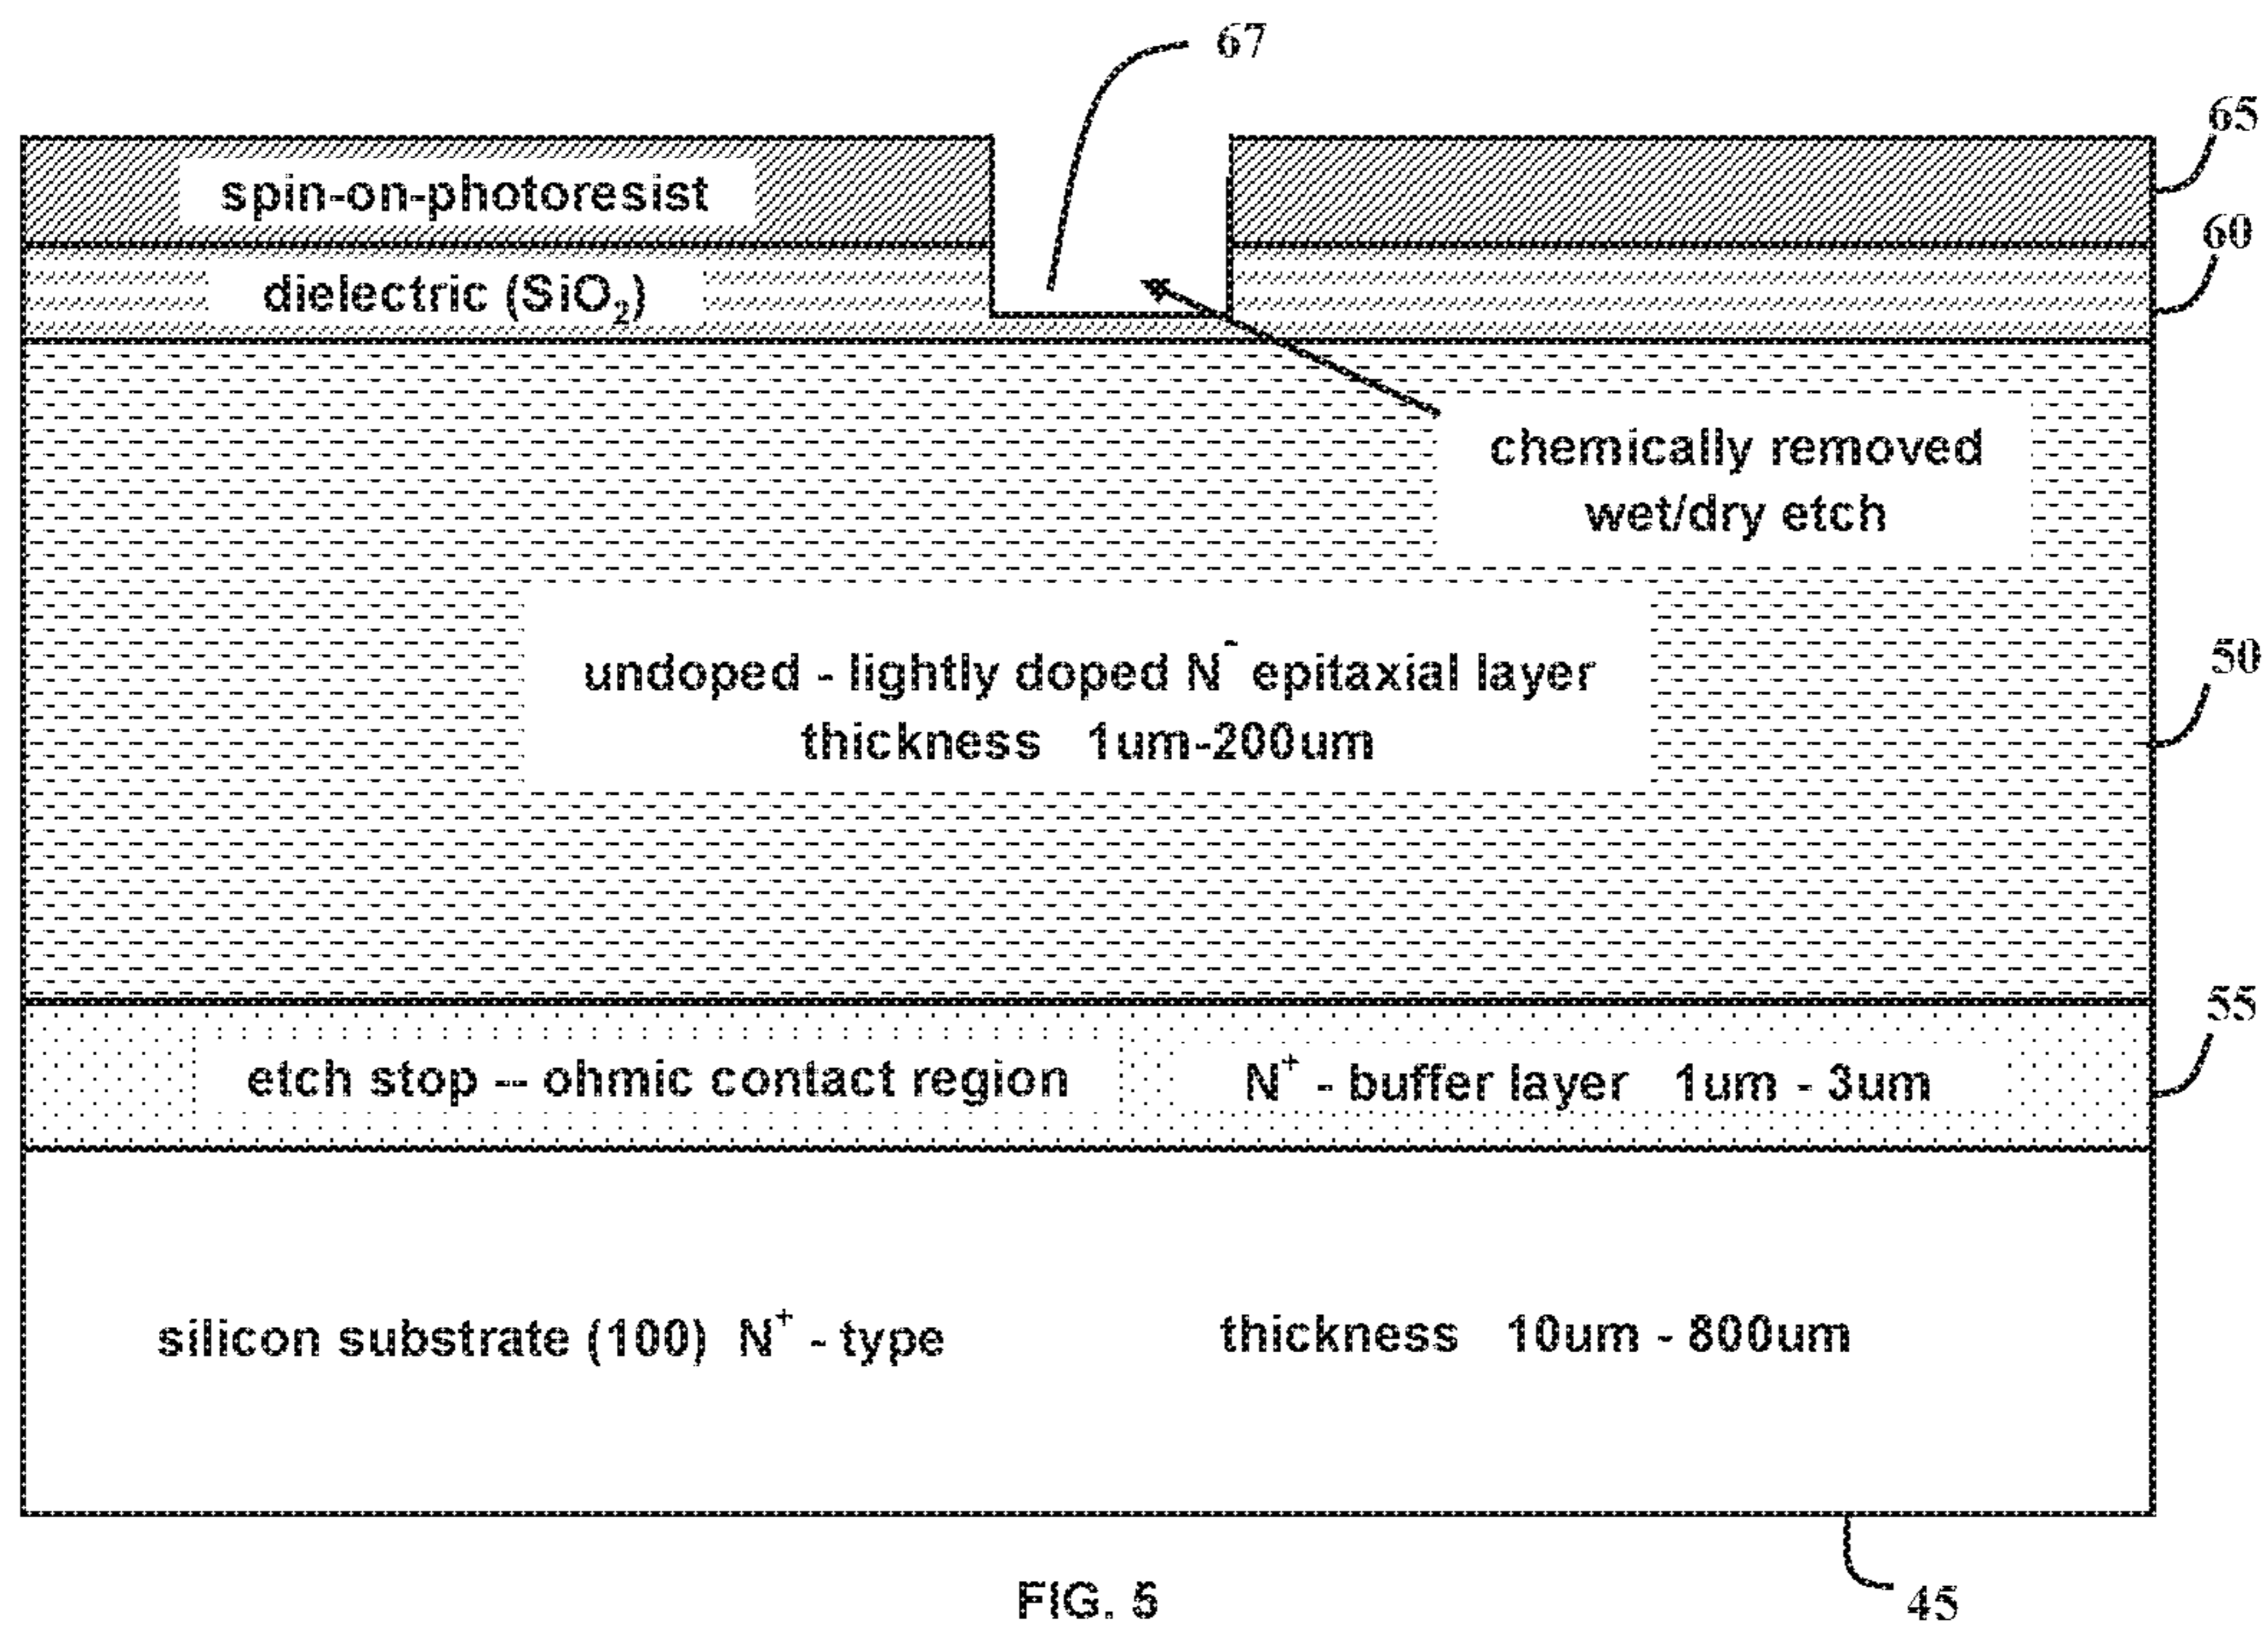 67
65
spin-on-photoresist
60
dielectric (SiO₂)
chemically removed
wet/dry etch
50
undoped - lightly doped N⁻ epitaxial layer
thickness 1um-200um
55
etch stop -- ohmic contact region N⁺ - buffer layer 1um - 3um
silicon substrate (100) N⁺ - type thickness 10um - 800um
FIG. 5
45